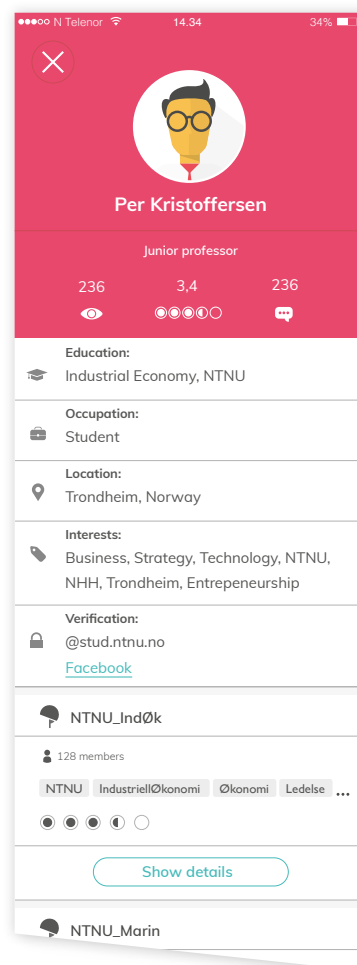 N Telenor 14.34 34%
Per Kristoffersen
Junior professor
236 3,4 236
Education:
Industrial Economy, NTNU
Occupation:
Student
Location:
Trondheim, Norway
Interests:
Business, Strategy, Technology, NTNU,
NHH, Trondheim, Entrepeneurship
Verification:
@stud.ntnu.no
Facebook
NTNU_IndØk
128 members
NTNU IndustriellØkonomi Økonomi Ledelse ...
Show details
NTNU_Marin